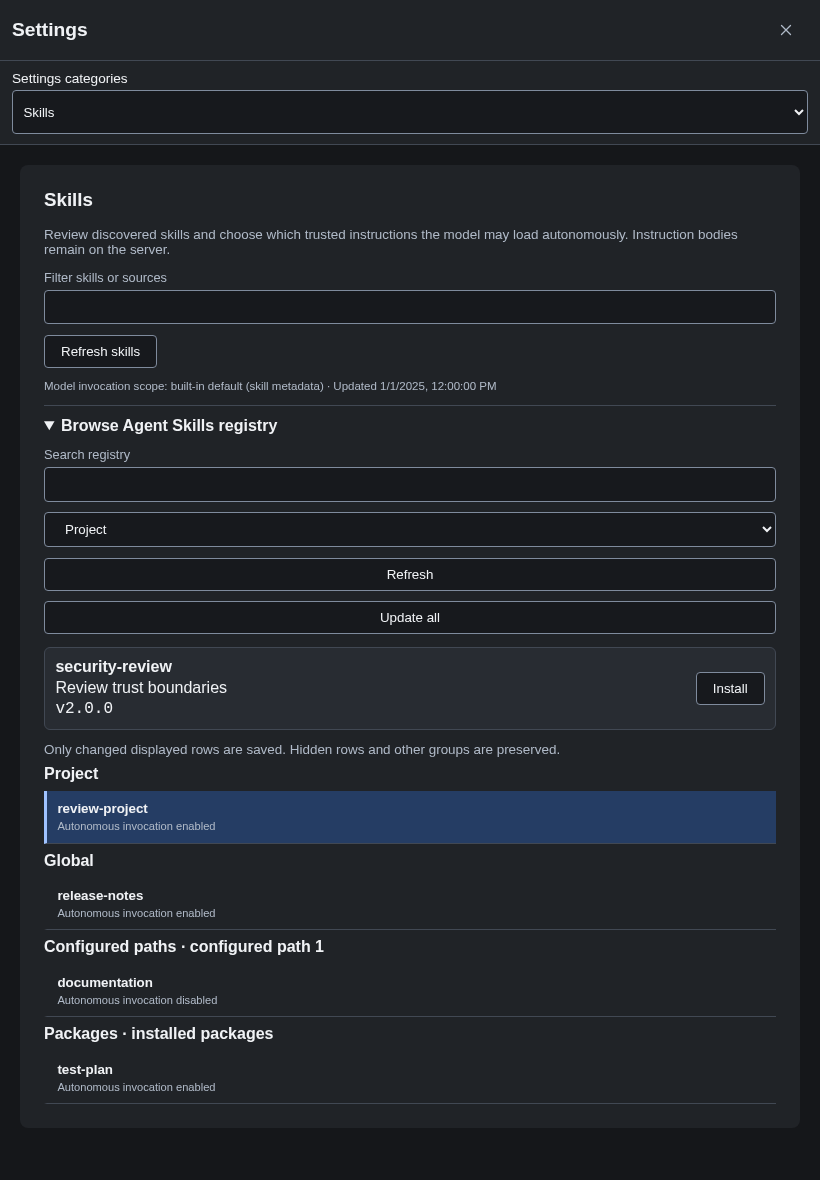 Settings
Settings categories
Skills
Skills
Review discovered skills and choose which trusted instructions the model may load autonomously. Instruction bodies
remain on the server.
Filter skills or sources
Refresh skills
Model invocation scope: built-in default (skill metadata) · Updated 1/1/2025, 12:00:00 PM
Browse Agent Skills registry
Search registry
Project
Refresh
Update all
security-review
Review trust boundaries
v2.0.0
Install
Only changed displayed rows are saved. Hidden rows and other groups are preserved.
Project
review-project
Autonomous invocation enabled
Global
release-notes
Autonomous invocation enabled
Configured paths · configured path 1
documentation
Autonomous invocation disabled
Packages · installed packages
test-plan
Autonomous invocation enabled